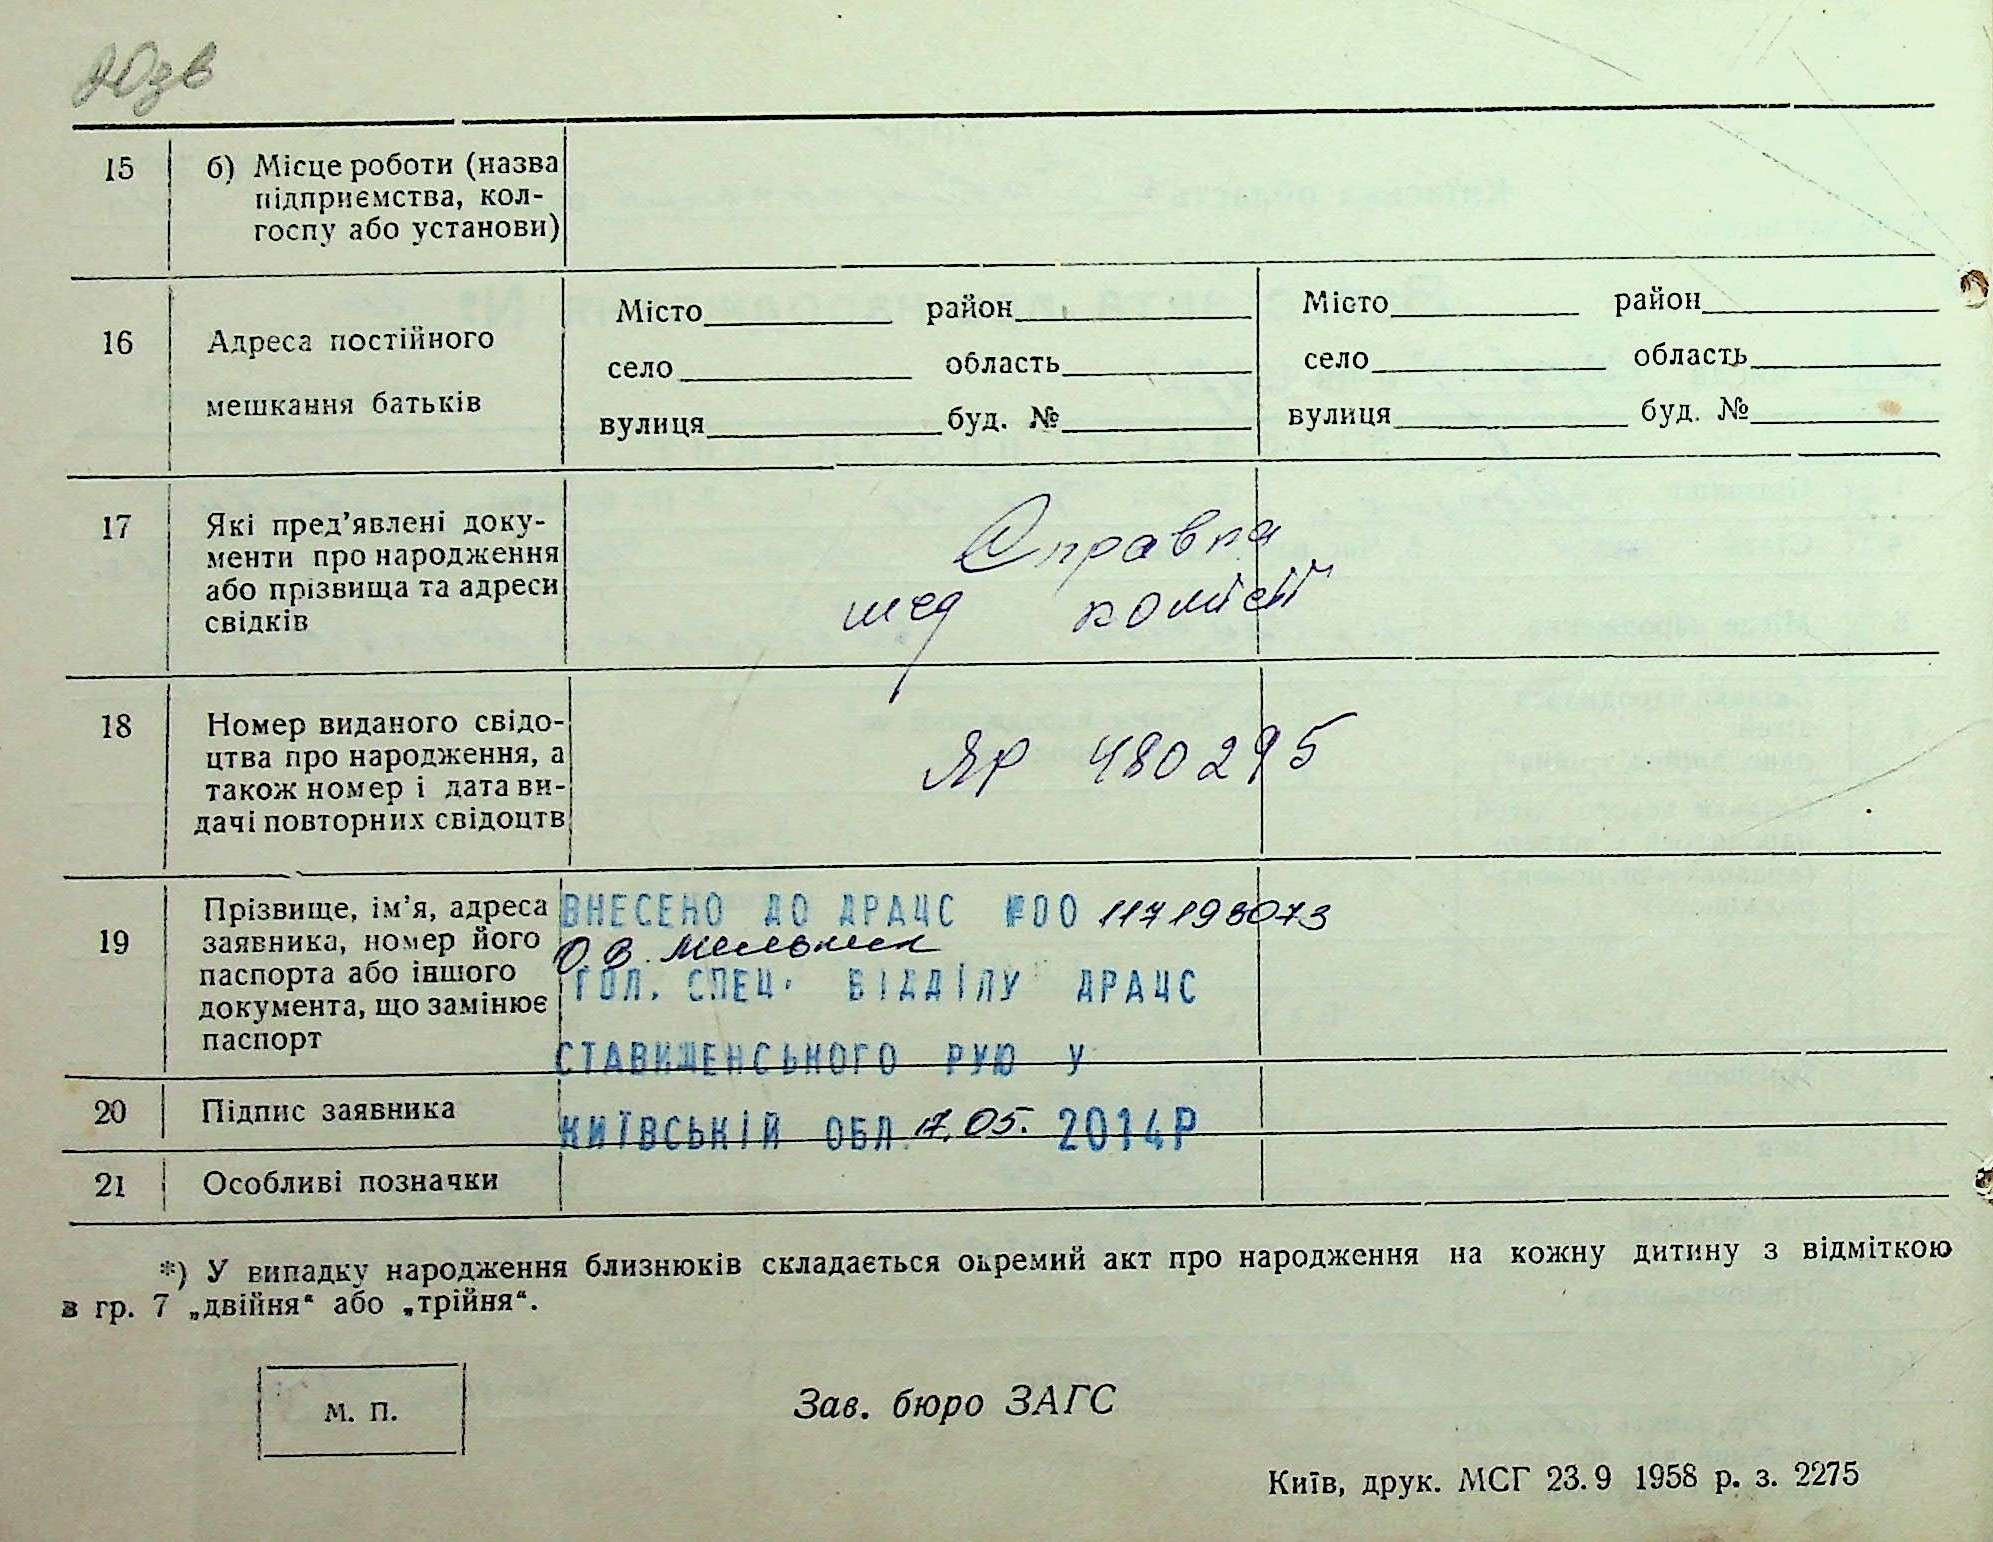 15 б) Місце роботи (назва
підприємства, кол-
госпу або установи)
16 Адреса постійного
мешкання батьків
Місто район
село область
вулиця буд. №
Місто район
село область
вулиця буд. №
17 Які пред’явлені доку-
менти про народження
або прізвища та адреси
свідків
Справка
мед комісії
18 Номер виданого свідо-
цтва про народження, а
також номер і дата ви-
дачі повторних свідоцтв
ЯР 480295
19 Прізвище, ім’я, адреса
заявника, номер його
паспорта або іншого
документа, що замінює
паспорт
ВНЕСЕНО ДО ДРАЦС №00 117198073
О.В. Мельник
ГОЛ. СПЕЦ. ВІДДІЛУ ДРАЦС
СТАВИЩЕНСЬКОГО РУЮ У
20 Підпис заявника
КИЇВСЬКІЙ ОБЛ. 17.05. 2014Р
21 Особливі позначки
*) У випадку народження близнюків складається окремий акт про народження на кожну дитину з відміткою
в гр. 7 „двійня“ або „трійня“.
М. П.
Зав. бюро ЗАГС
Київ, друк. МСГ 23.9 1958 р. з. 2275